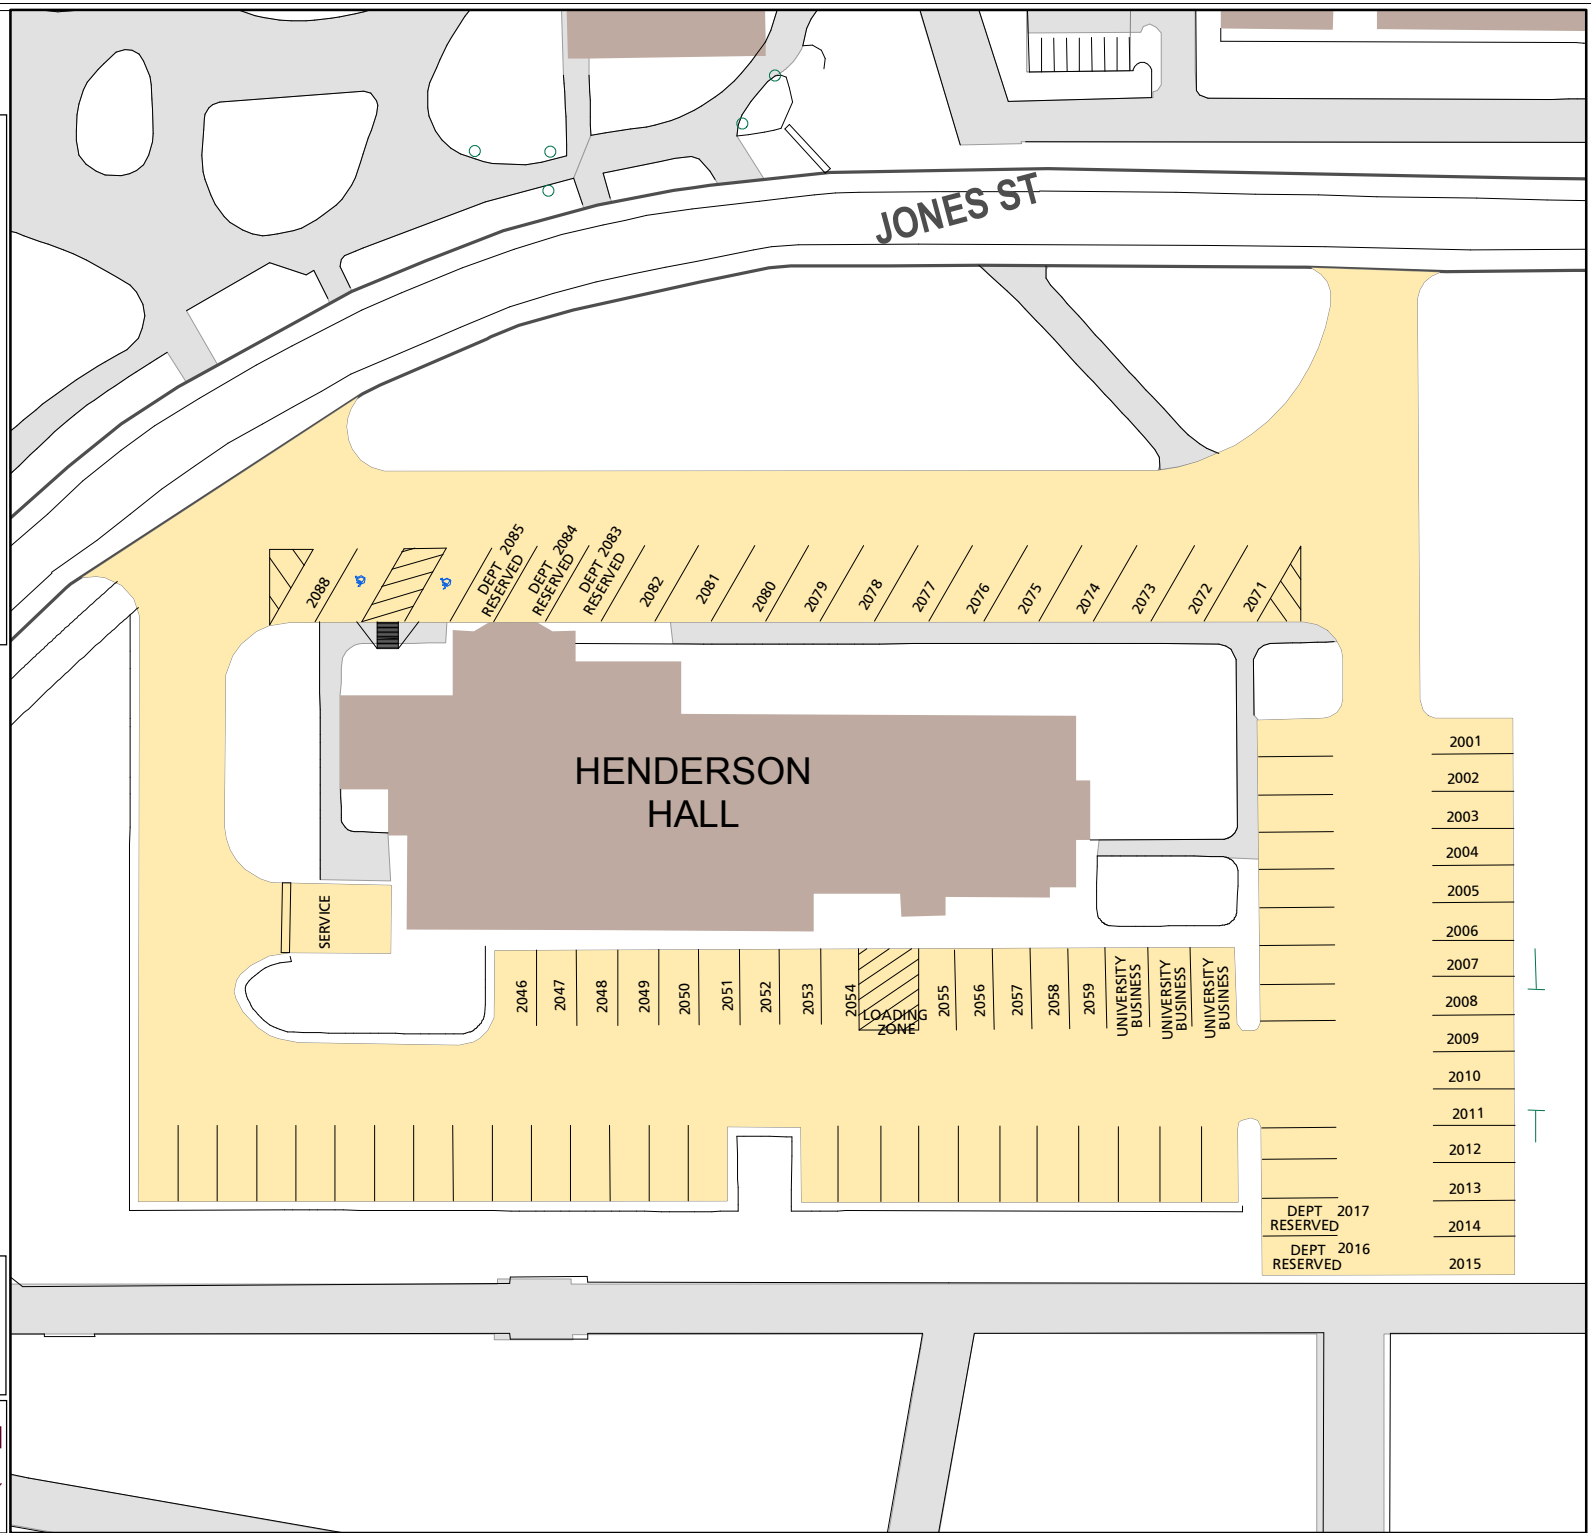 JONES ST
2088
DEPT 2085
RESERVED
DEPT 2084
RESERVED
DEPT 2083
RESERVED
2082
2081
2080
2079
2078
2077
2076
2075
2074
2073
2072
2071
HENDERSON
HALL
2001
2002
2003
2004
2005
2006
2007
2008
2009
2010
2011
2012
2013
2014
2015
SERVICE
2046
2047
2048
2049
2050
2051
2052
2053
2054
LOADING
ZONE
2055
2056
2057
2058
2059
UNIVERSITY
BUSINESS
UNIVERSITY
BUSINESS
UNIVERSITY
BUSINESS
DEPT 2017
RESERVED
DEPT 2016
RESERVED